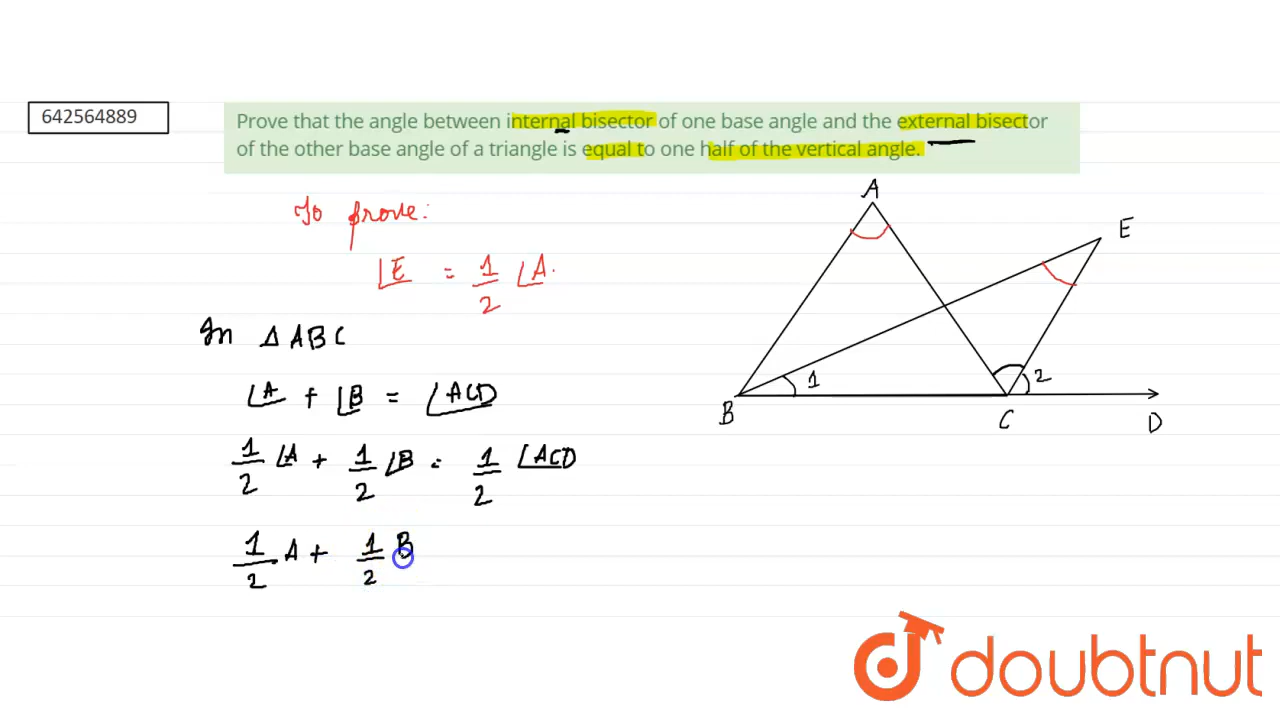 642564889
Prove that the angle between internal bisector of one base angle and the external bisector
of the other base angle of a triangle is equal to one half of the vertical angle.
To prove:
∠E = 1/2 ∠A.
In Δ ABC
∠A + ∠B = ∠ACD
1/2 ∠A + 1/2 ∠B = 1/2 ∠ACD
1/2 A + 1/2 B
A
E
1
2
B
C
D
doubtnut